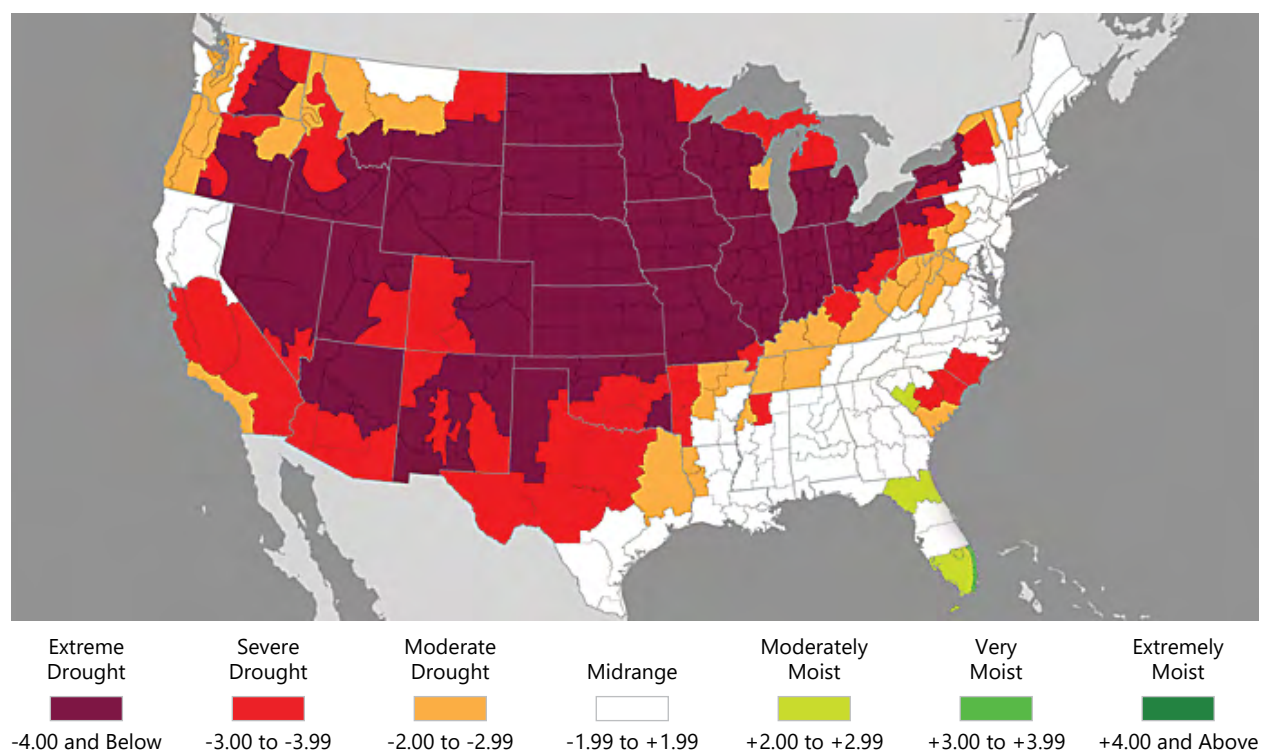 Extreme
Drought
-4.00 and Below
Severe
Drought
-3.00 to -3.99
Moderate
Drought
-2.00 to -2.99
Midrange
-1.99 to +1.99
Moderately
Moist
+2.00 to +2.99
Very
Moist
+3.00 to +3.99
Extremely
Moist
+4.00 and Above